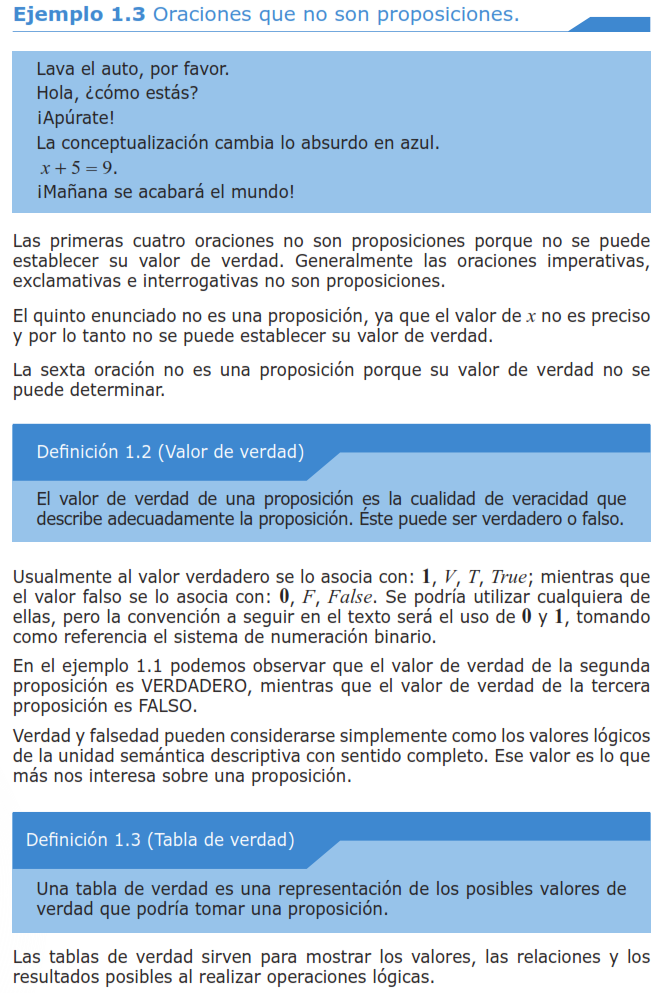 Ejemplo 1.3 Oraciones que no son proposiciones.
Lava el auto, por favor.
Hola, ¿cómo estás?
¡Apúrate!
La conceptualización cambia lo absurdo en azul.
x + 5 = 9.
¡Mañana se acabará el mundo!
Las primeras cuatro oraciones no son proposiciones porque no se puede
establecer su valor de verdad. Generalmente las oraciones imperativas,
exclamativas e interrogativas no son proposiciones.
El quinto enunciado no es una proposición, ya que el valor de x no es preciso
y por lo tanto no se puede establecer su valor de verdad.
La sexta oración no es una proposición porque su valor de verdad no se
puede determinar.
Definición 1.2 (Valor de verdad)
El valor de verdad de una proposición es la cualidad de veracidad que
describe adecuadamente la proposición. Éste puede ser verdadero o falso.
Usualmente al valor verdadero se lo asocia con: 1, V, T, True; mientras que
el valor falso se lo asocia con: 0, F, False. Se podría utilizar cualquiera de
ellas, pero la convención a seguir en el texto será el uso de 0 y 1, tomando
como referencia el sistema de numeración binario.
En el ejemplo 1.1 podemos observar que el valor de verdad de la segunda
proposición es VERDADERO, mientras que el valor de verdad de la tercera
proposición es FALSO.
Verdad y falsedad pueden considerarse simplemente como los valores lógicos
de la unidad semántica descriptiva con sentido completo. Ese valor es lo que
más nos interesa sobre una proposición.
Definición 1.3 (Tabla de verdad)
Una tabla de verdad es una representación de los posibles valores de
verdad que podría tomar una proposición.
Las tablas de verdad sirven para mostrar los valores, las relaciones y los
resultados posibles al realizar operaciones lógicas.